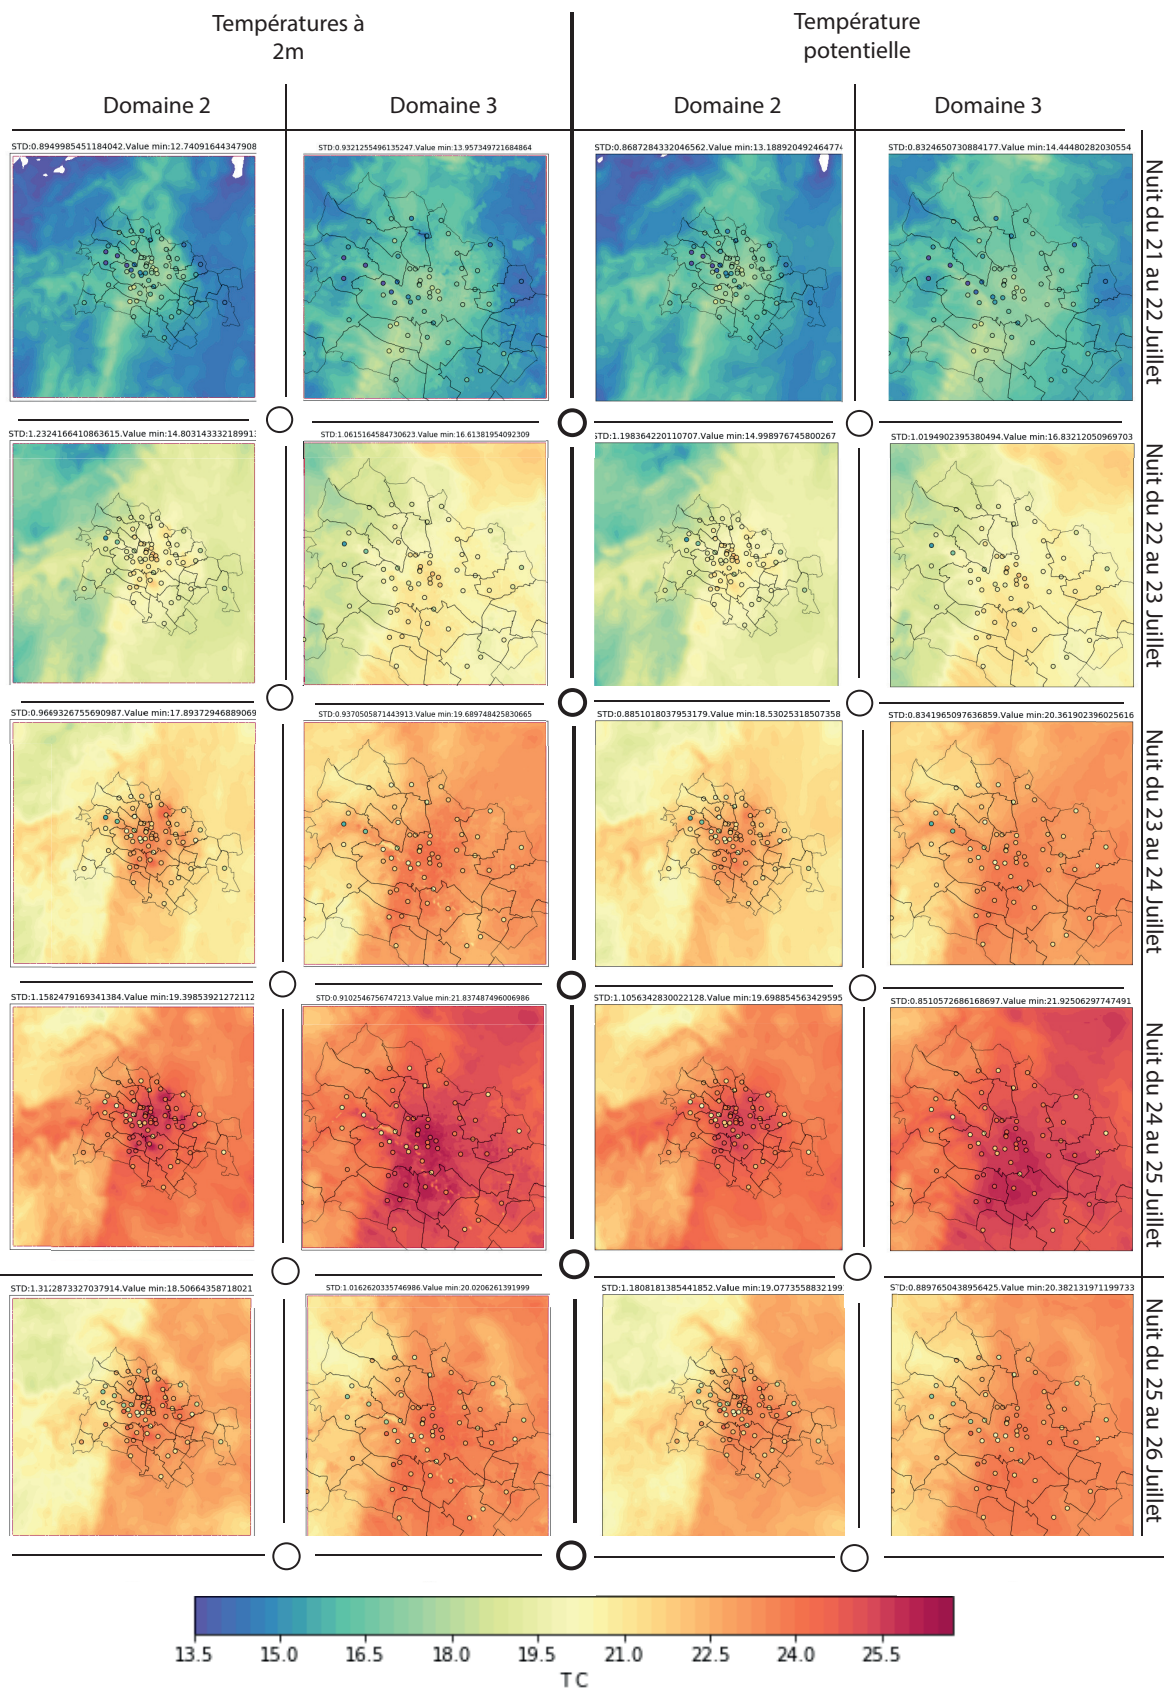 Températures à
2m
Température
potentielle
Domaine 2
Domaine 3
Domaine 2
Domaine 3
STD:0.8949985451184042.Value min:12.74091644347908
STD:0.9321255496135247.Value min:13.957349721684864
STD:0.8687284332046562.Value min:13.188920492464774
STD:0.8324650730884177.Value min:14.44480282030554
Nuit du 21 au 22 Juillet
STD:1.2324166410863615.Value min:14.803143332189913
STD:1.0615164584730623.Value min:16.61381954092309
STD:1.198364220110707.Value min:14.998976745800267
STD:1.0194902395380494.Value min:16.83212050969703
Nuit du 22 au 23 Juillet
STD:0.9669326755690987.Value min:17.89372946889069
STD:0.9370505871443913.Value min:19.689748425830665
STD:0.8851018037953179.Value min:18.53025318507358
STD:0.8341965097636859.Value min:20.361902396025616
Nuit du 23 au 24 Juillet
STD:1.1582479169341384.Value min:19.39853921272112
STD:0.9102546756747213.Value min:21.837487496006986
STD:1.1056342830022128.Value min:19.698854563429595
STD:0.8510572686168697.Value min:21.92506297747491
Nuit du 24 au 25 Juillet
STD:1.3112873327037914.Value min:18.50664358718021
STD:1.0162620335746986.Value min:20.0206261391999
STD:1.1808181385441852.Value min:19.0773558832199
STD:0.8897650438956425.Value min:20.382131971199733
Nuit du 25 au 26 Juillet
13.5 15.0 16.5 18.0 19.5 21.0 22.5 24.0 25.5
TC